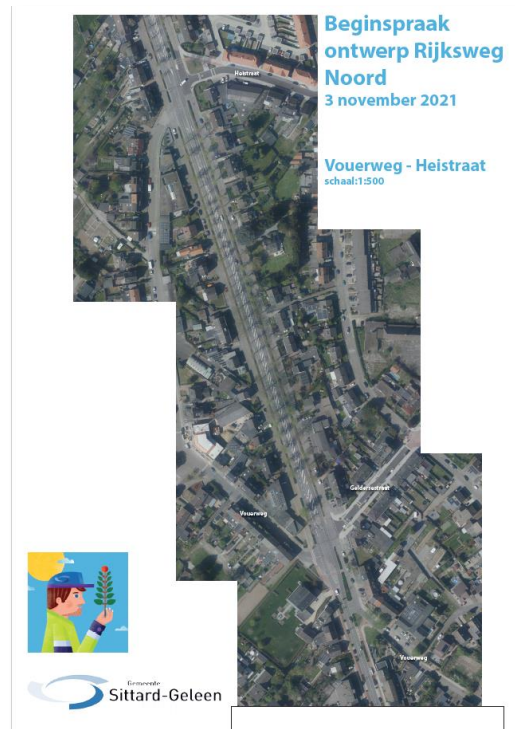 Beginspraak
ontwerp Rijksweg
Noord
3 november 2021
Vouerweg - Heistraat
schaal:1:500
Heistraat
Geldersestraat
Vouerweg
Vouerweg
Gemeente
Sittard-Geleen